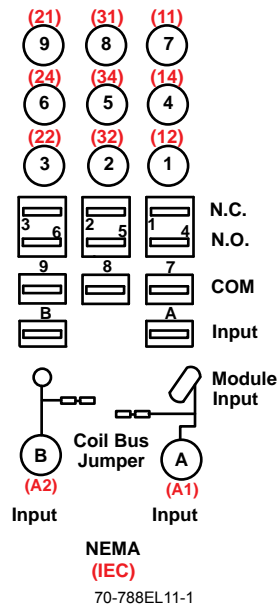 (21) (31) (11)
9 8 7
(24) (34) (14)
6 5 4
(22) (32) (12)
3 2 1
N.C.
3 6 2 5 1 4
N.O.
9 8 7
COM
B A
Input
Module
Input
Coil Bus
Jumper
B A
(A2) (A1)
Input Input
NEMA
(IEC)
70-788EL11-1